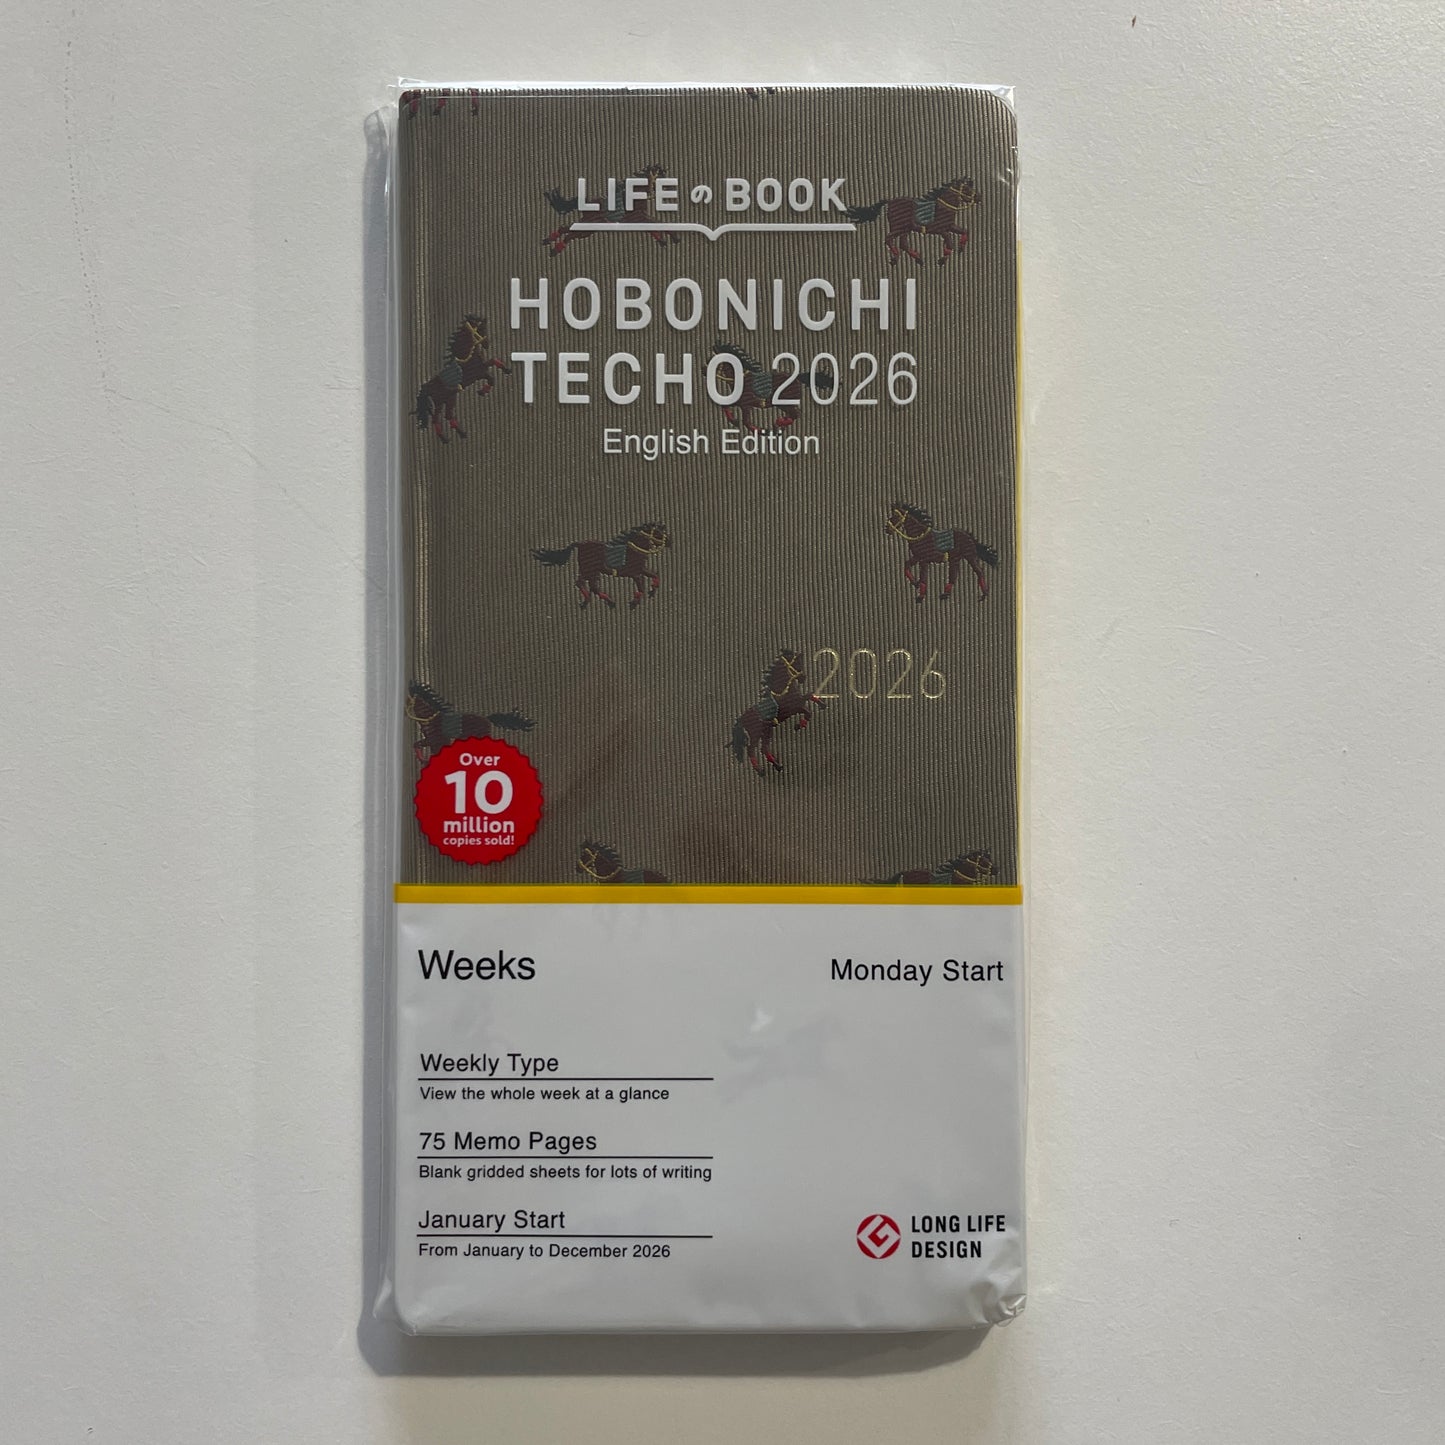 LIFEのBOOK
HOBONICHI
TECHO 2026
English Edition
2026
Over
10
million
copies sold!
Weeks
Monday Start
Weekly Type
View the whole week at a glance
75 Memo Pages
Blank gridded sheets for lots of writing
January Start
From January to December 2026
LONG LIFE
DESIGN